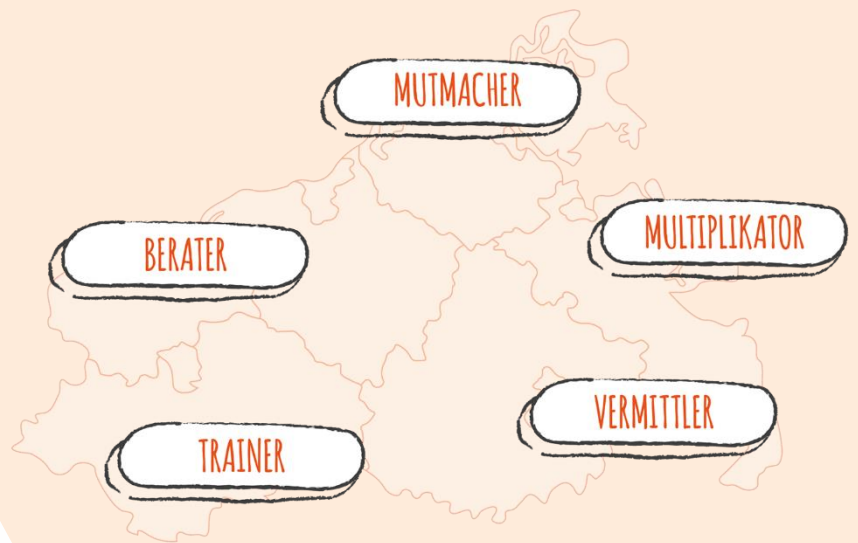 MUTMACHER
MULTIPLIKATOR
BERATER
VERMITTLER
TRAINER